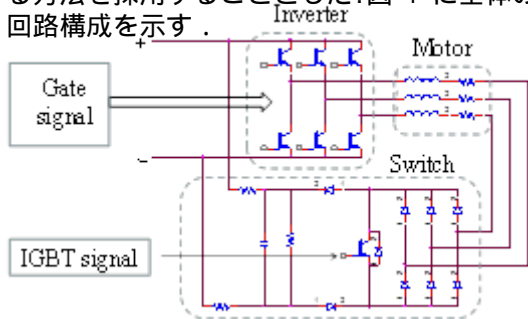 る方法を採用することとした.図 4 に全体の
回路構成を示す.
Inverter
+
Motor
Gate
signal
-
Switch
IGBT signal